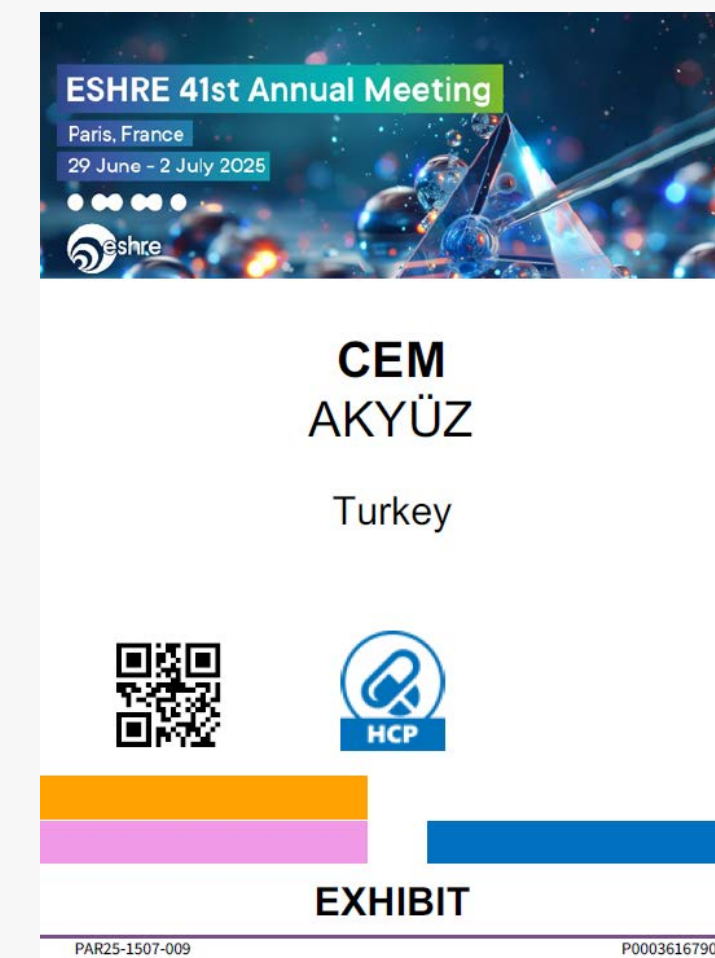 ESHRE 41st Annual Meeting
Paris, France
29 June - 2 July 2025
eshre
CEM
AKYÜZ
Turkey
HCP
EXHIBIT
PAR25-1507-009
P0003616790